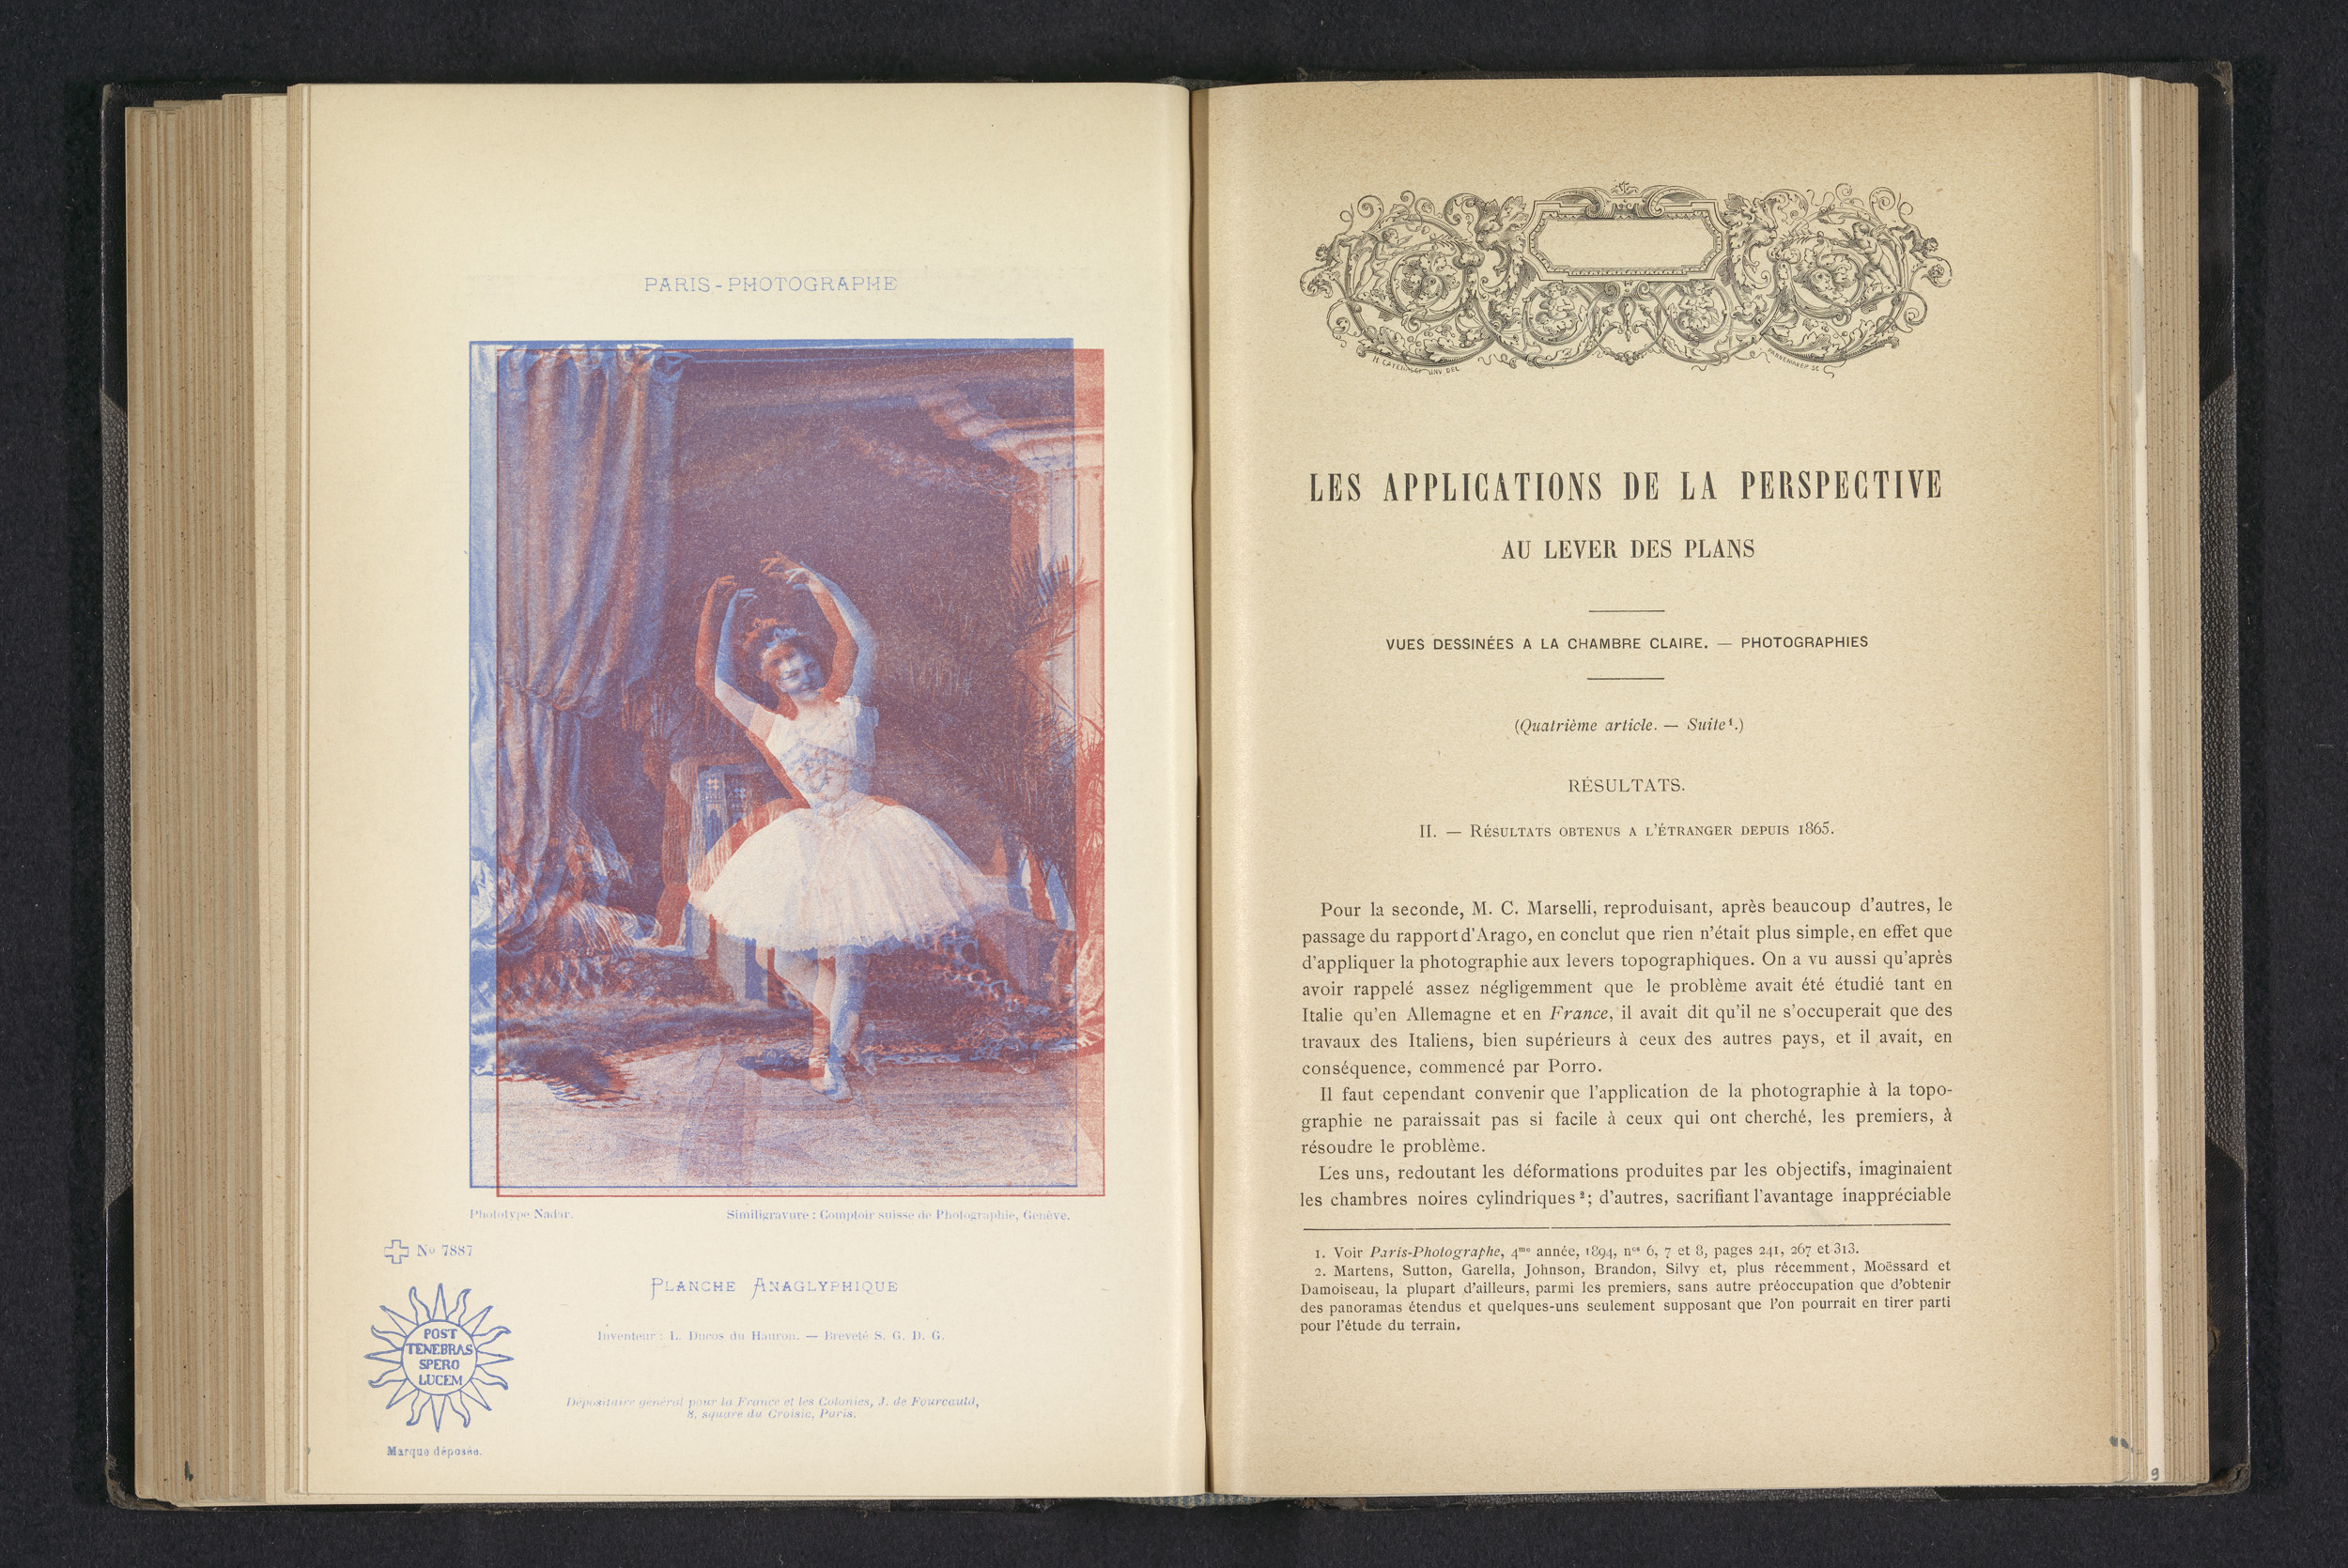 PARIS-PHOTOGRAPHE
Phototype Nadar.
Similigravure : Comptoir suisse de Photographie, Genève.
No 7887
PLANCHE ANAGLYPHIQUE
POST
TENEBRAS
SPERO
LUCEM
Inventeur : L. Ducos du Hauron. — Breveté S. G. D. G.
Dépositaire général pour la France et les Colonies, J. de Fourcauld,
8, square du Croisic, Paris.
Marque déposée.
LES APPLICATIONS DE LA PERSPECTIVE
AU LEVER DES PLANS
VUES DESSINÉES A LA CHAMBRE CLAIRE. — PHOTOGRAPHIES
(Quatrième article. — Suite¹.)
RÉSULTATS.
II. — RÉSULTATS OBTENUS A L'ÉTRANGER DEPUIS 1865.
Pour la seconde, M. C. Marselli, reproduisant, après beaucoup d'autres, le
passage du rapport d'Arago, en conclut que rien n'était plus simple, en effet que
d'appliquer la photographie aux levers topographiques. On a vu aussi qu'après
avoir rappelé assez négligemment que le problème avait été étudié tant en
Italie qu'en Allemagne et en France, il avait dit qu'il ne s'occuperait que des
travaux des Italiens, bien supérieurs à ceux des autres pays, et il avait, en
conséquence, commencé par Porro.
Il faut cependant convenir que l'application de la photographie à la topo-
graphie ne paraissait pas si facile à ceux qui ont cherché, les premiers, à
résoudre le problème.
Les uns, redoutant les déformations produites par les objectifs, imaginaient
les chambres noires cylindriques²; d'autres, sacrifiant l'avantage inappréciable
1. Voir Paris-Photographe, 4me année, 1894, nos 6, 7 et 8, pages 241, 267 et 313.
2. Martens, Sutton, Garella, Johnson, Brandon, Silvy et, plus récemment, Moëssard et
Damoiseau, la plupart d'ailleurs, parmi les premiers, sans autre préoccupation que d'obtenir
des panoramas étendus et quelques-uns seulement supposant que l'on pourrait en tirer parti
pour l'étude du terrain.
9